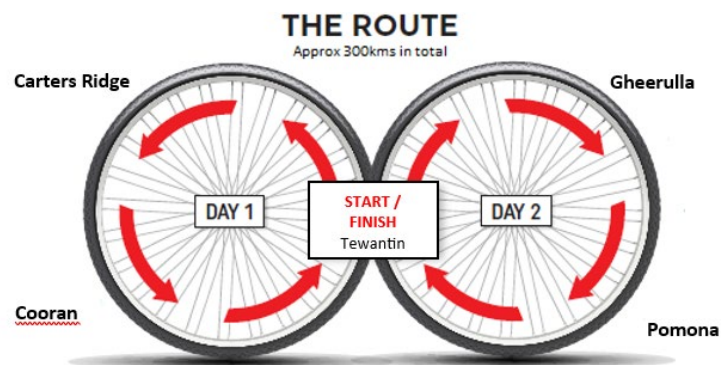 THE ROUTE
Approx 300kms in total
Carters Ridge
Gheerulla
DAY 1
START /
FINISH
Tewantin
DAY 2
Cooran
Pomona